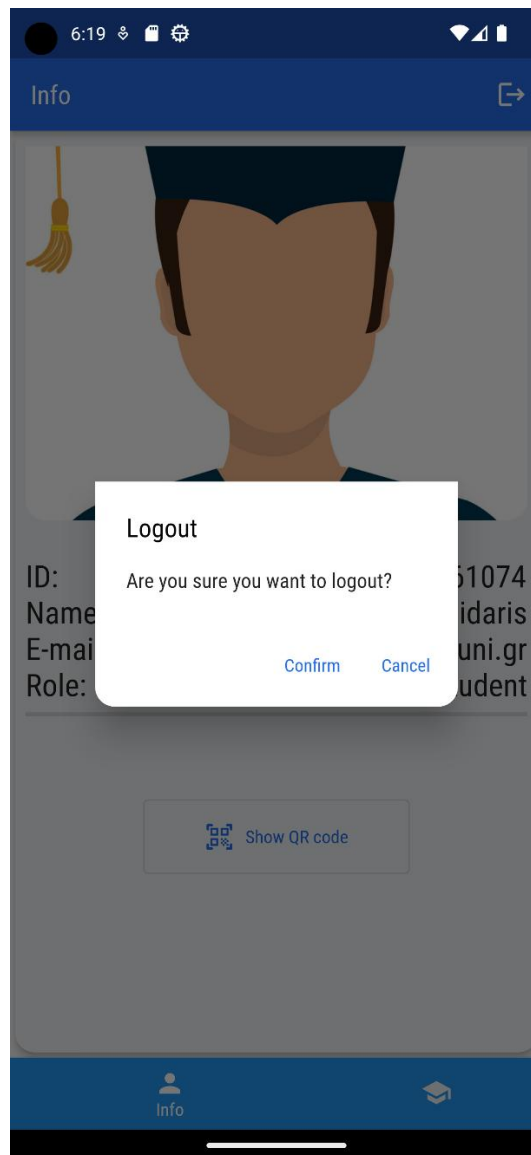 6:19
Info
Logout
Are you sure you want to logout?
ID: 61074
Name idaris
E-mai uni.gr
Role: udent
Confirm Cancel
Show QR code
Info